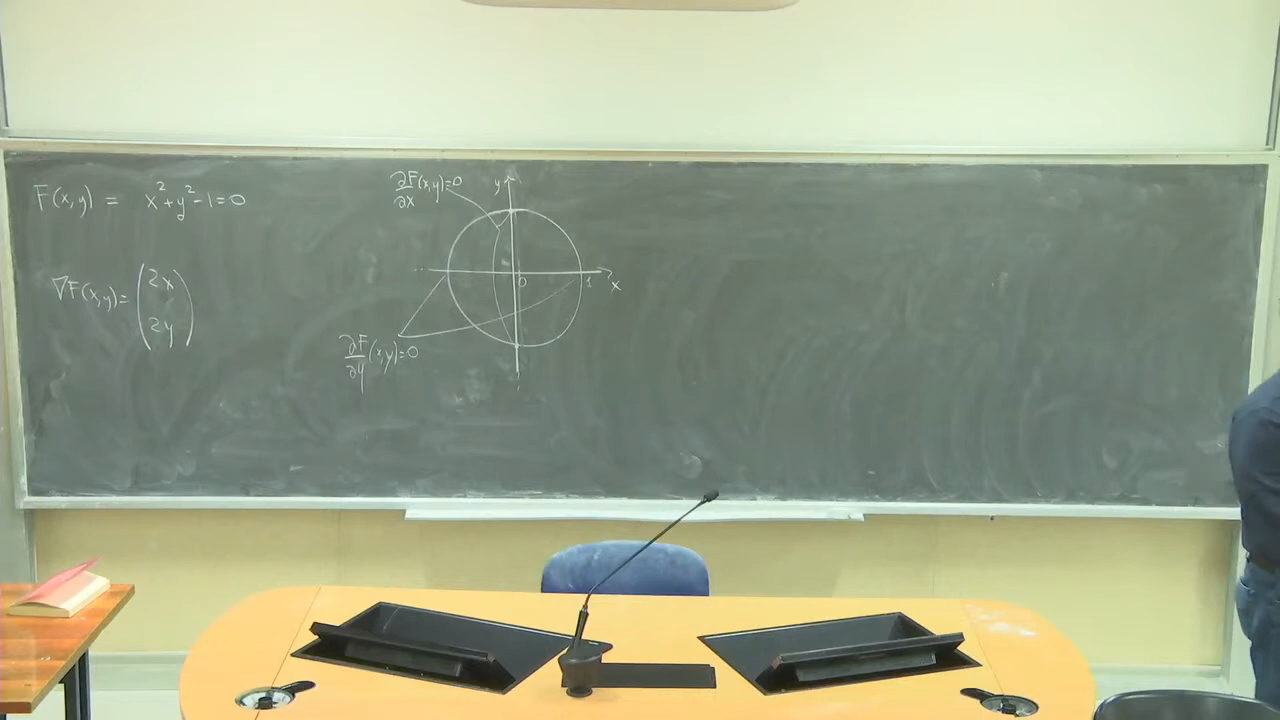 F(x,y) = x²+y²-1=0
∇F(x,y)= (2x
2y)
∂F/∂x (x,y)=0
y
0
1
x
∂F/∂y (x,y)=0